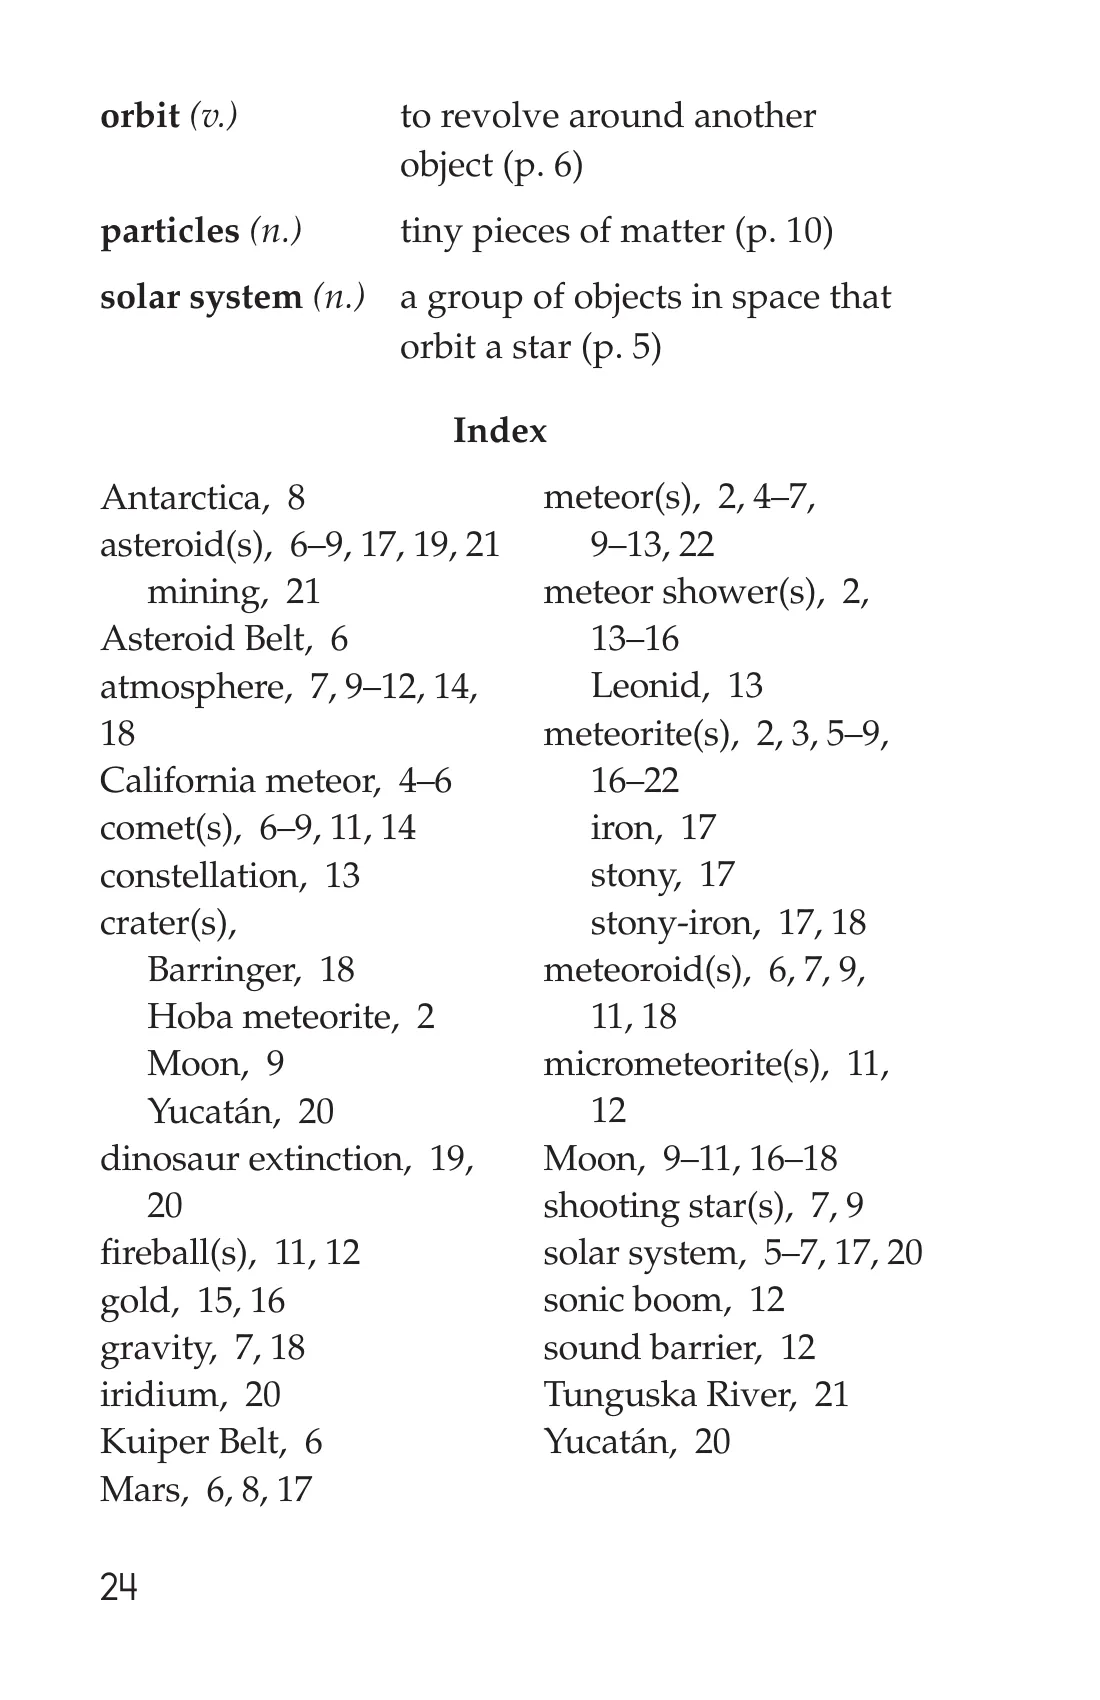 orbit (v.) to revolve around another
object (p. 6)
particles (n.) tiny pieces of matter (p. 10)
solar system (n.) a group of objects in space that
orbit a star (p. 5)
Index
Antarctica, 8
asteroid(s), 6–9, 17, 19, 21
mining, 21
Asteroid Belt, 6
atmosphere, 7, 9–12, 14,
18
California meteor, 4–6
comet(s), 6–9, 11, 14
constellation, 13
crater(s),
Barringer, 18
Hoba meteorite, 2
Moon, 9
Yucatán, 20
dinosaur extinction, 19,
20
fireball(s), 11, 12
gold, 15, 16
gravity, 7, 18
iridium, 20
Kuiper Belt, 6
Mars, 6, 8, 17
meteor(s), 2, 4–7,
9–13, 22
meteor shower(s), 2,
13–16
Leonid, 13
meteorite(s), 2, 3, 5–9,
16–22
iron, 17
stony, 17
stony-iron, 17, 18
meteoroid(s), 6, 7, 9,
11, 18
micrometeorite(s), 11,
12
Moon, 9–11, 16–18
shooting star(s), 7, 9
solar system, 5–7, 17, 20
sonic boom, 12
sound barrier, 12
Tunguska River, 21
Yucatán, 20
24